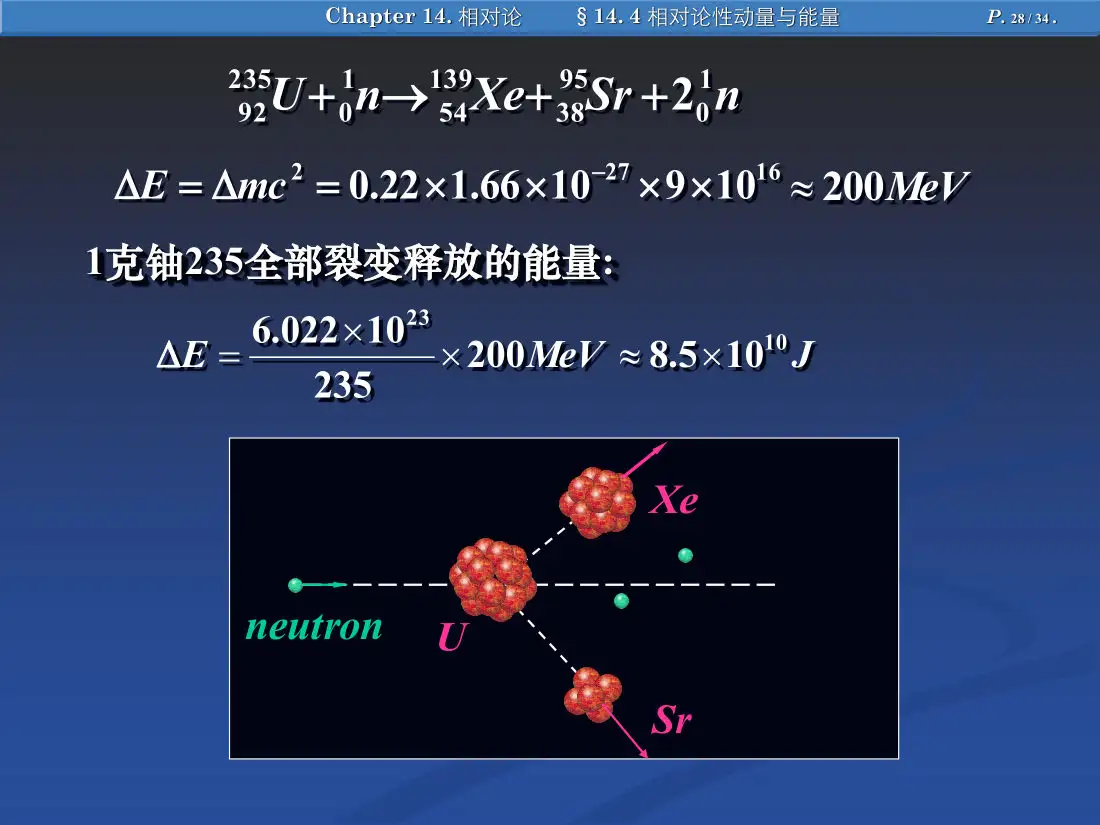 Chapter 14. 相对论 §14. 4 相对论性动量与能量 P. 28 / 34 .
²³⁵₉₂U + ¹₀n → ¹³⁹₅₄Xe + ⁹⁵₃₈Sr + 2¹₀n
ΔE = Δmc² = 0.22×1.66×10⁻²⁷×9×10¹⁶ ≈ 200MeV
1克铀235全部裂变释放的能量:
ΔE = 6.022×10²³ / 235 × 200MeV ≈ 8.5×10¹⁰ J
Xe
neutron
U
Sr